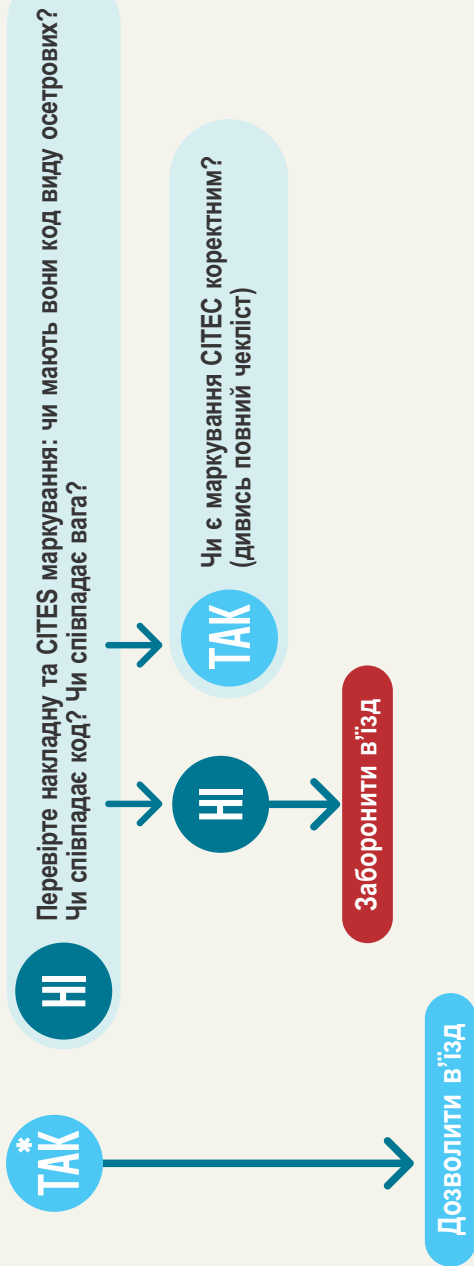 ТАК*
НІ
Перевірте накладну та CITES маркування: чи мають вони код виду осетрових?
Чи співпадає код? Чи співпадає вага?
НІ
ТАК
Чи є маркування СІТЕС коректним?
(дивись повний чекліст)
Заборонити в'їзд
Дозволити в'їзд